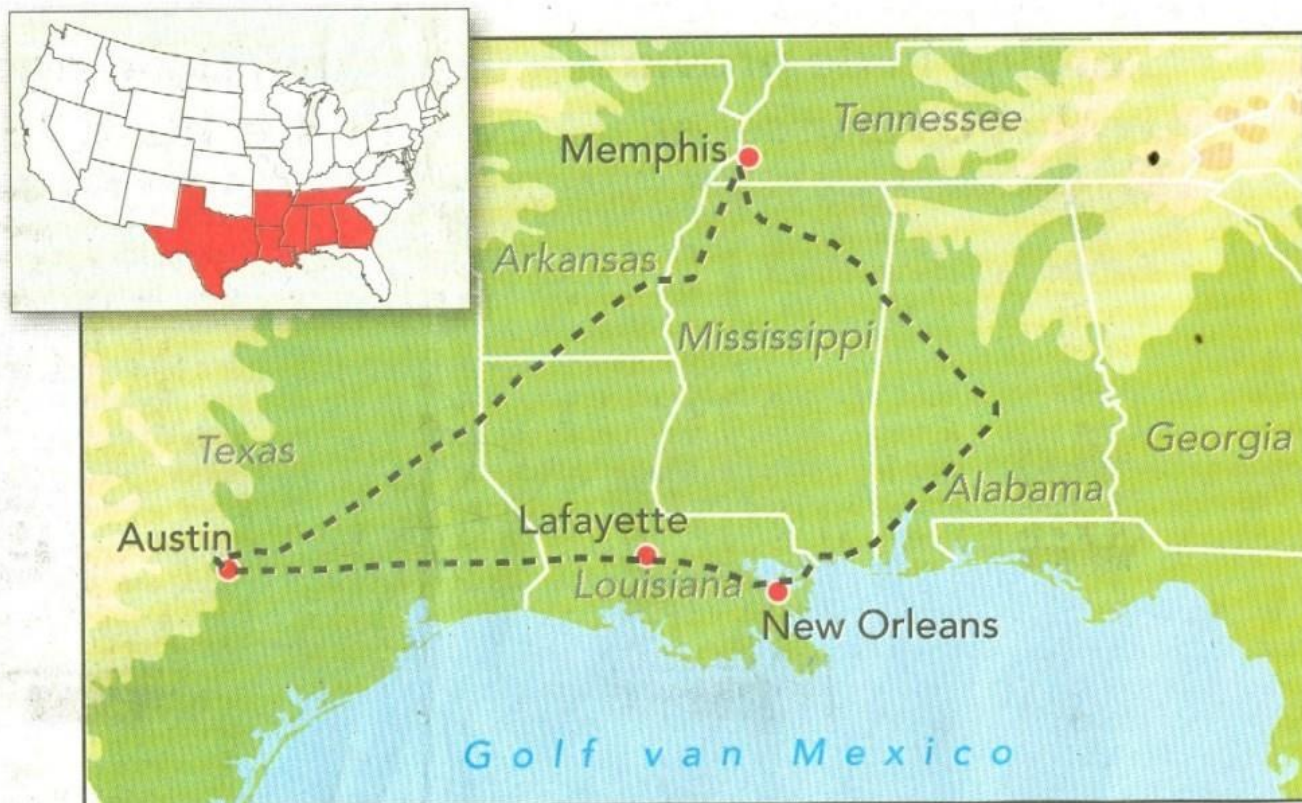 Tennessee
Memphis
Arkansas
Mississippi
Texas
Georgia
Alabama
Austin
Lafayette
Louisiana
New Orleans
Golf van Mexico